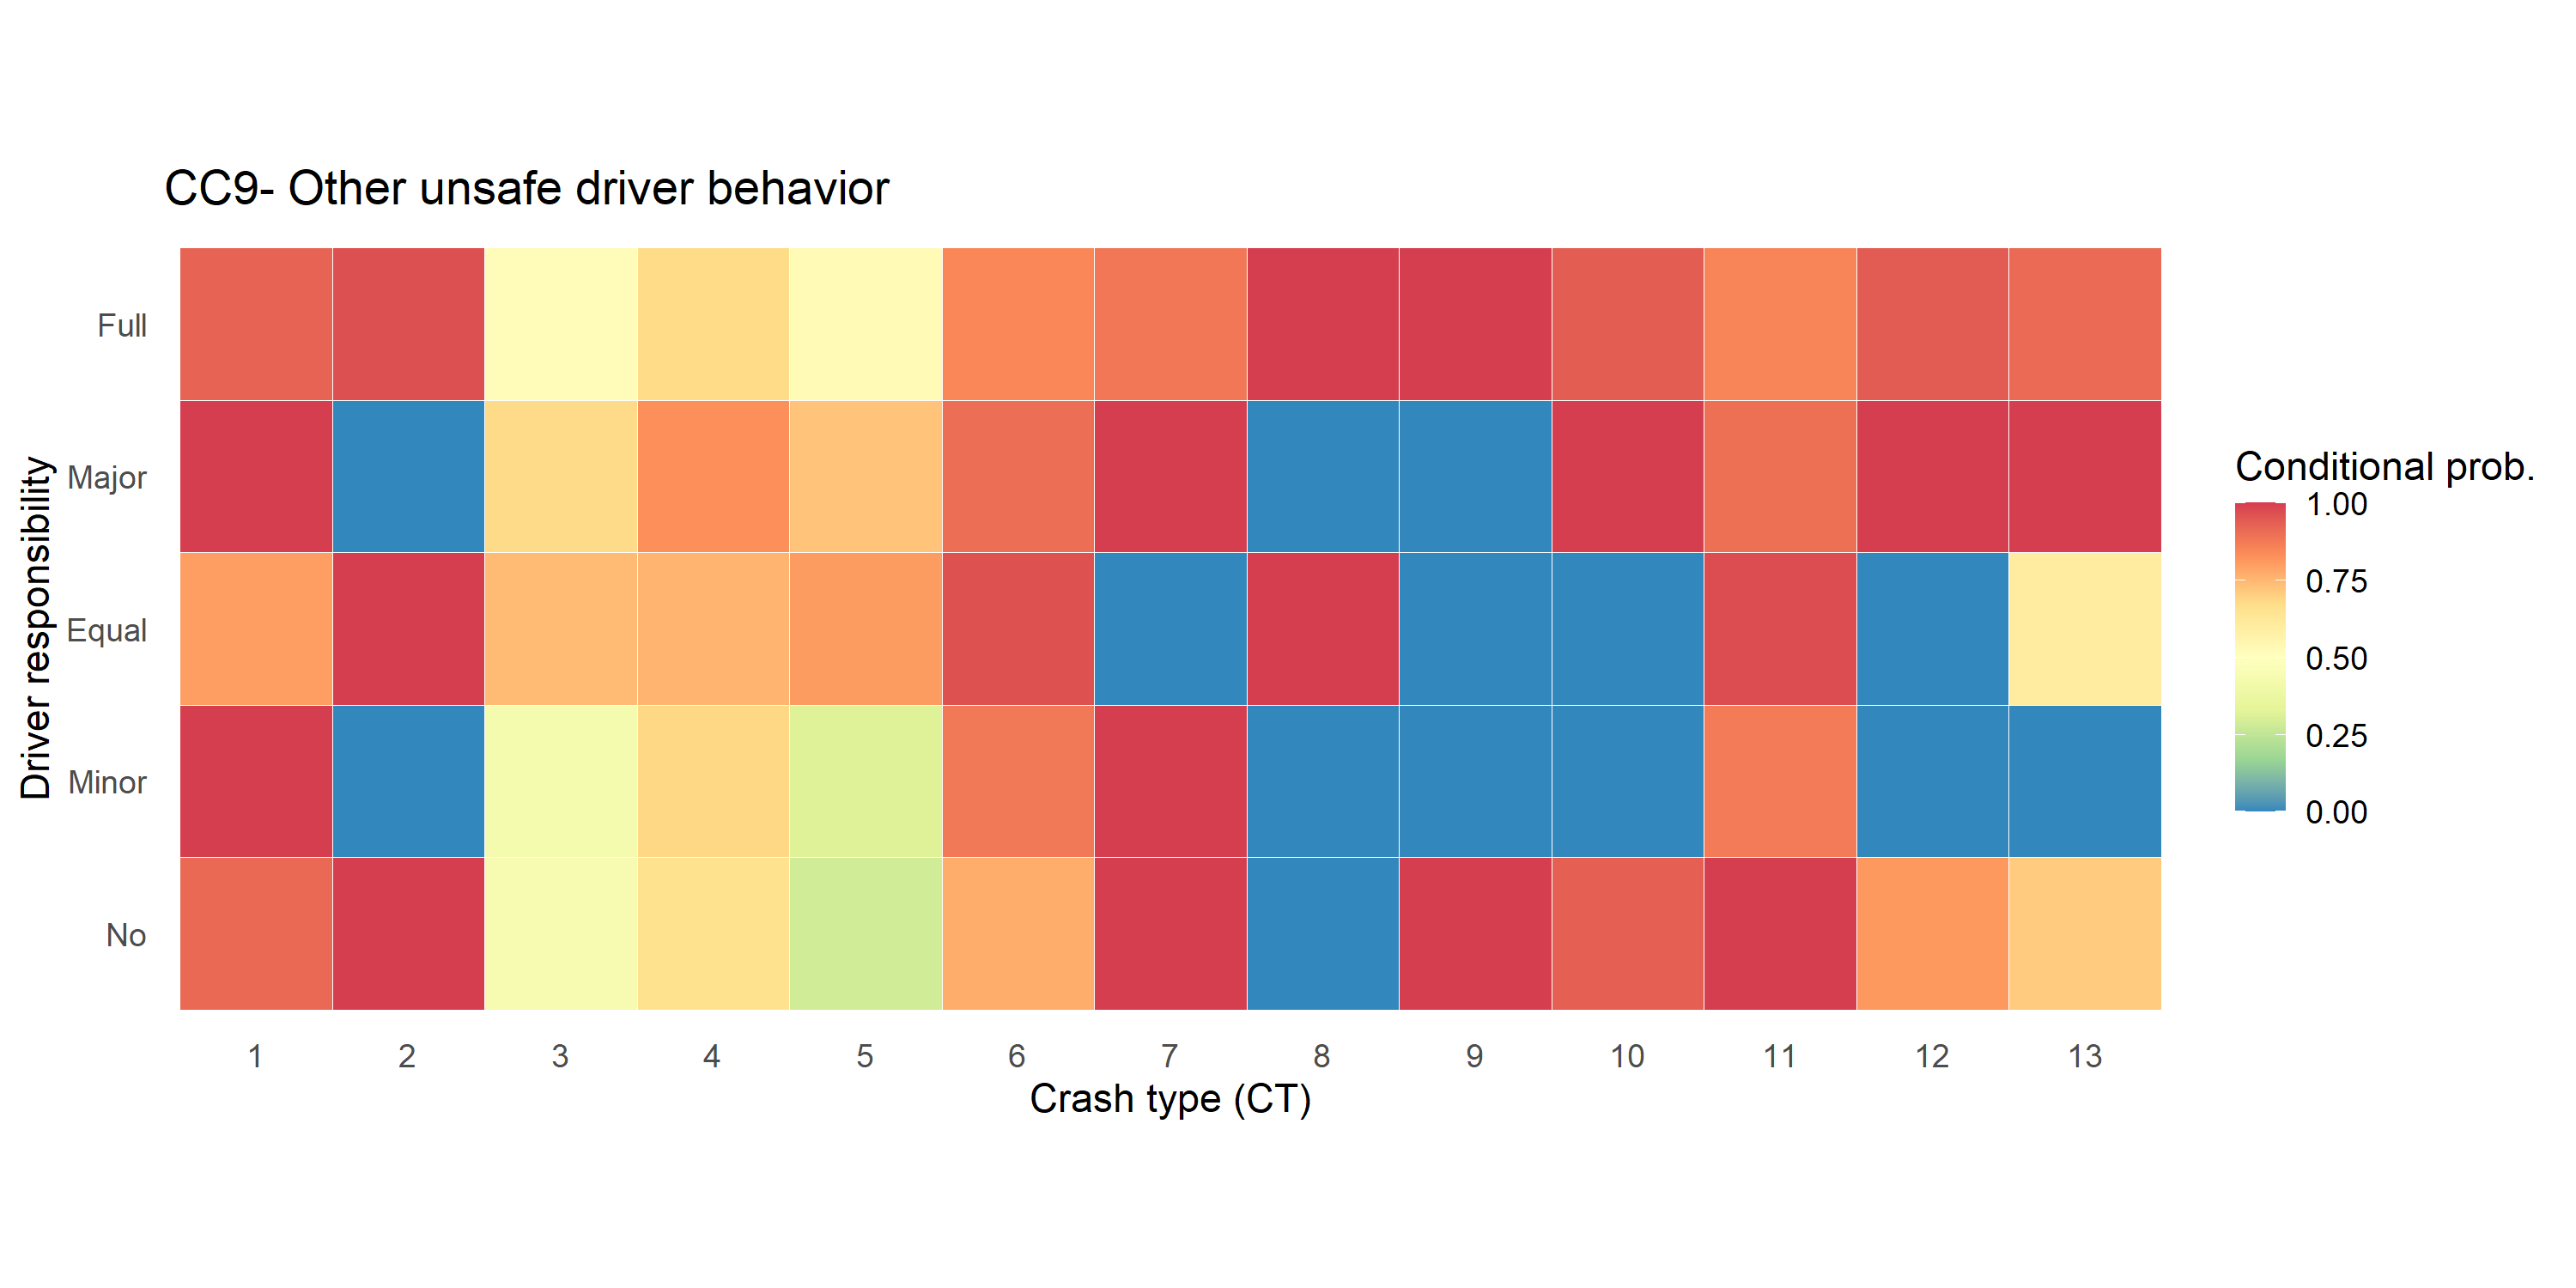 CC9- Other unsafe driver behavior
Driver responsibility
Full
Major
Equal
Minor
No
1 2 3 4 5 6 7 8 9 10 11 12 13
Crash type (CT)
Conditional prob.
1.00
0.75
0.50
0.25
0.00